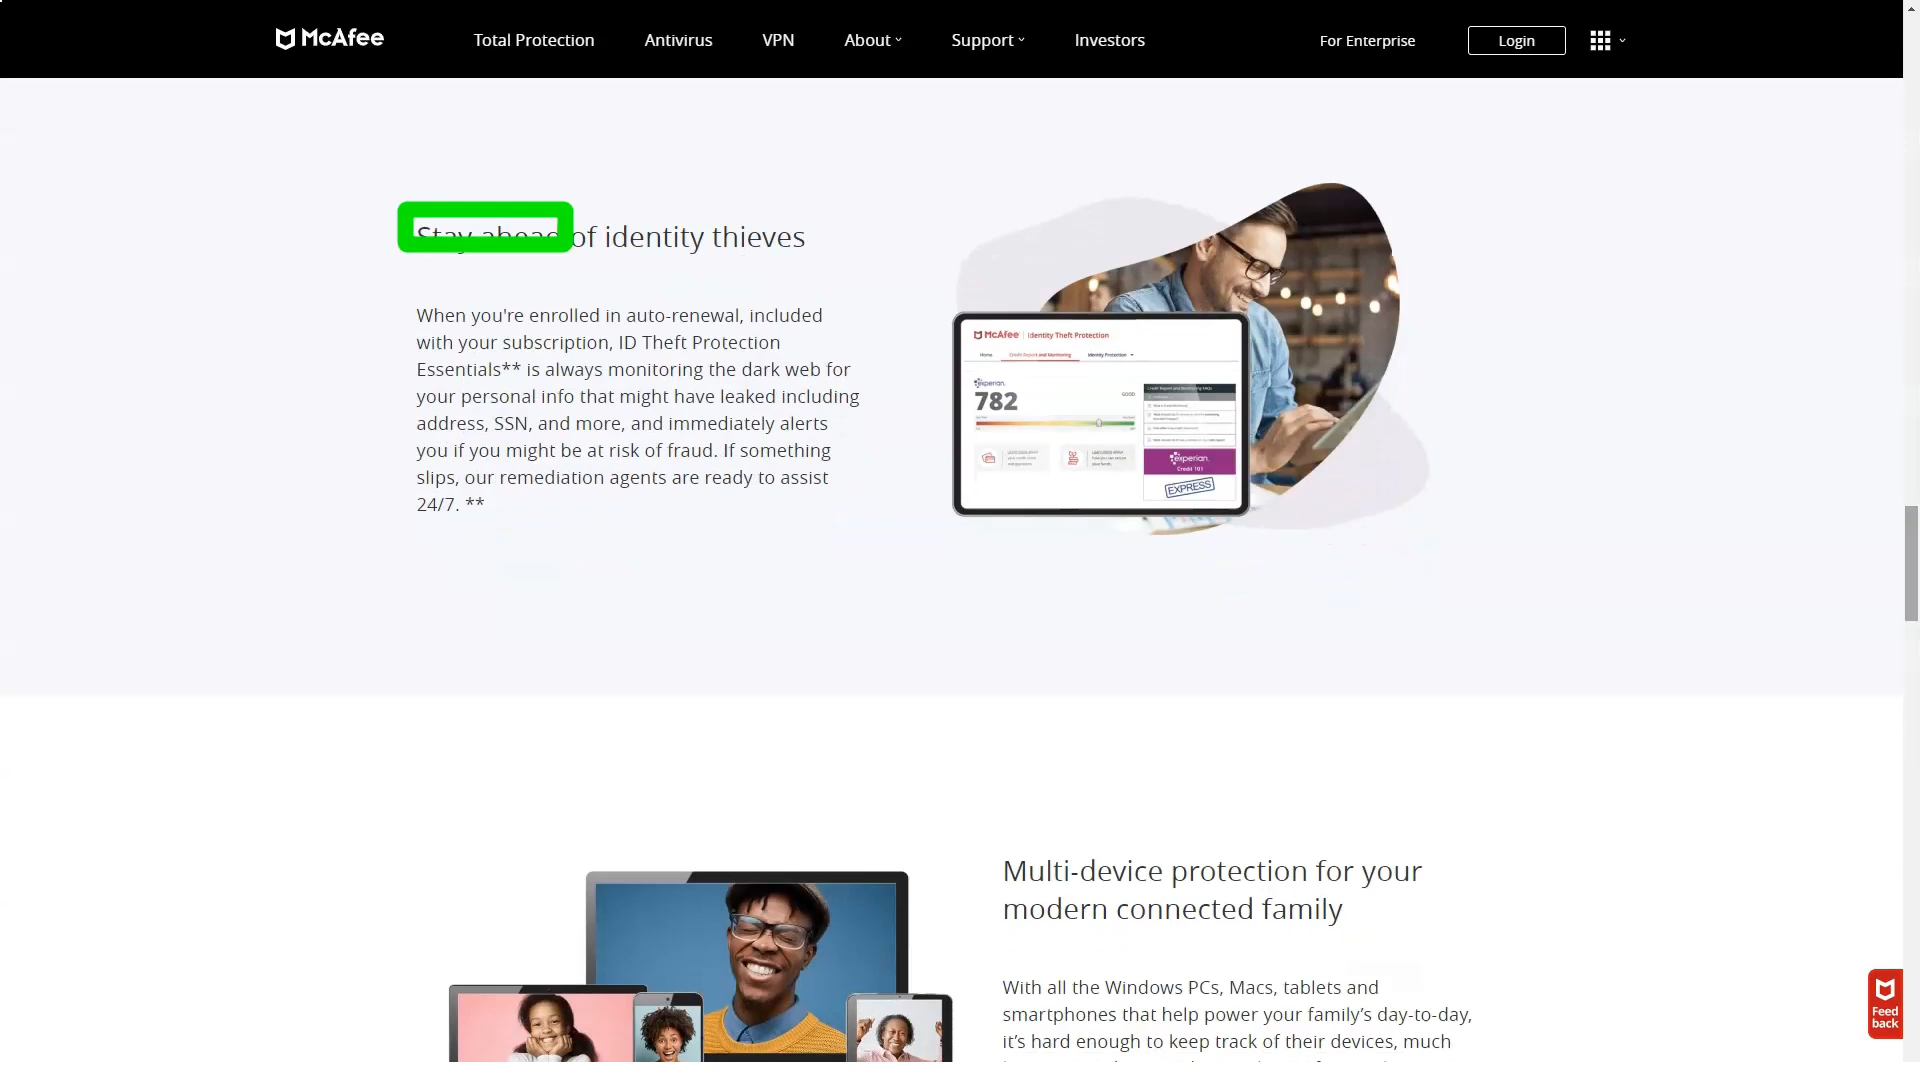 McAfee
Total Protection
Antivirus
VPN
About
Support
Investors
For Enterprise
Login
Stay ahead of identity thieves
When you're enrolled in auto-renewal, included
with your subscription, ID Theft Protection
Essentials** is always monitoring the dark web for
your personal info that might have leaked including
address, SSN, and more, and immediately alerts
you if you might be at risk of fraud. If something
slips, our remediation agents are ready to assist
24/7. **
McAfee | Identity Theft Protection
Home
Credit Report and Monitoring
Identity Protection
experian.
782
GOOD
experian.
Credit 101
EXPRESS
Multi-device protection for your
modern connected family
With all the Windows PCs, Macs, tablets and
smartphones that help power your family’s day-to-day,
it’s hard enough to keep track of their devices, much
Feed
back